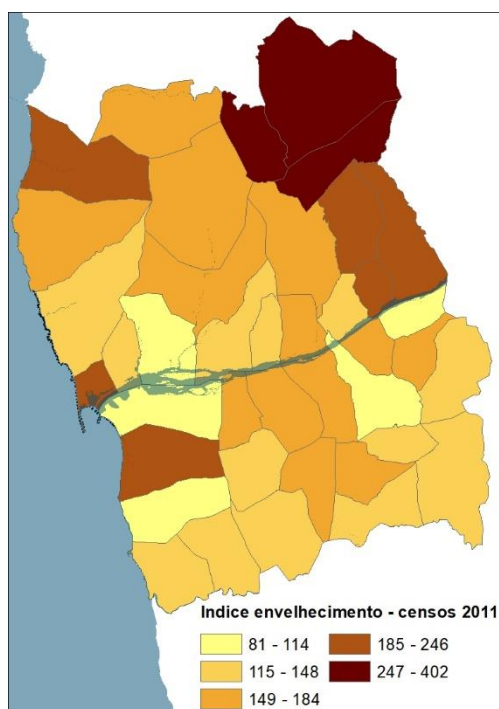 Indice envelhecimento - censos 2011
81 - 114
185 - 246
115 - 148
247 - 402
149 - 184